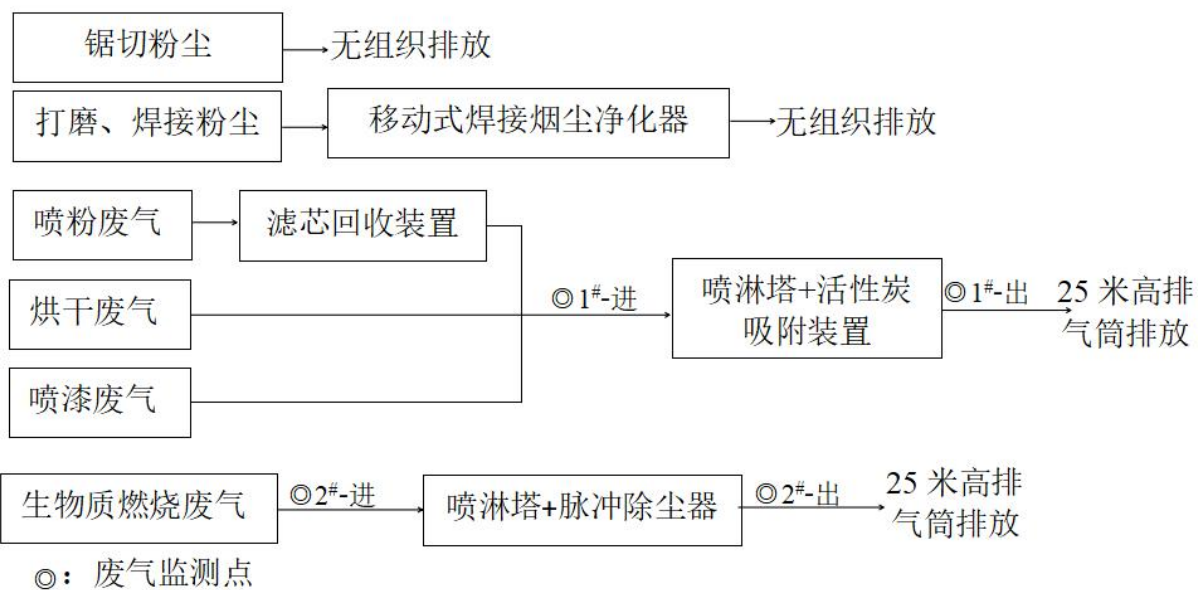 锯切粉尘
无组织排放
打磨、焊接粉尘
移动式焊接烟尘净化器
无组织排放
喷粉废气
滤芯回收装置
烘干废气
◎1#-进
喷淋塔+活性炭
吸附装置
◎1#-出
25 米高排
气筒排放
喷漆废气
生物质燃烧废气
◎2#-进
喷淋塔+脉冲除尘器
◎2#-出
25 米高排
气筒排放
◎：废气监测点